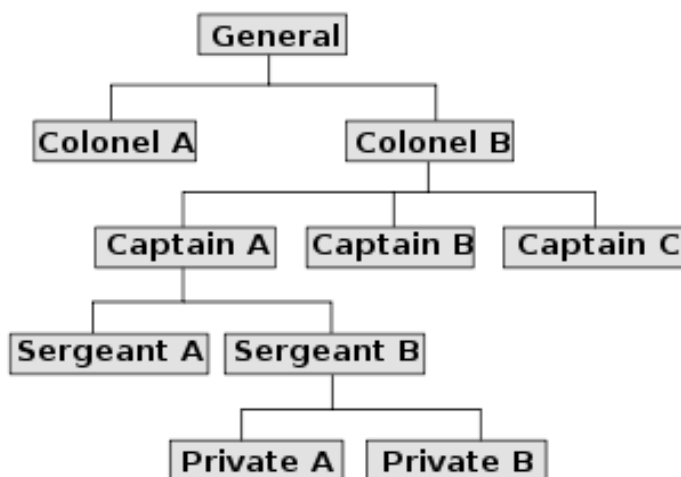 General
Colonel A
Colonel B
Captain A
Captain B
Captain C
Sergeant A
Sergeant B
Private A
Private B